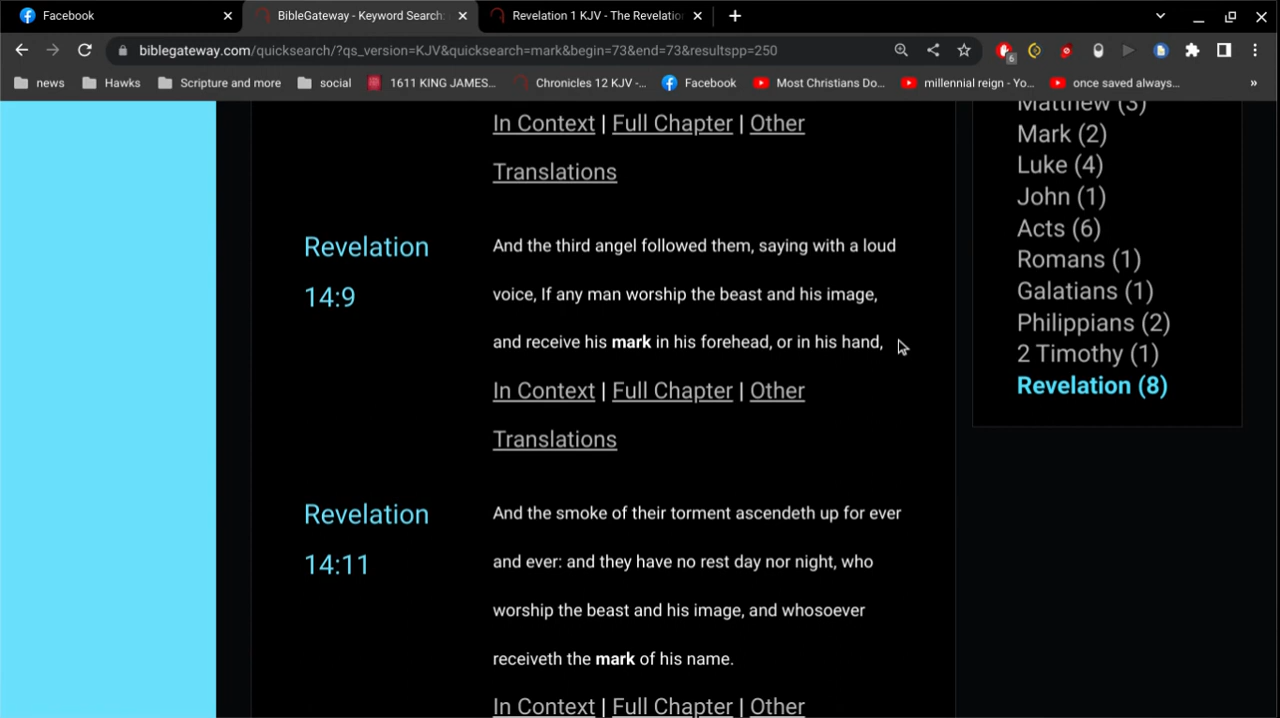 Facebook
BibleGateway - Keyword Search:
Revelation 1 KJV - The Revelation
biblegateway.com/quicksearch/?qs_version=KJV&quicksearch=mark&begin=73&end=73&resultspp=250
6
news
Hawks
Scripture and more
social
1611 KING JAMES...
Chronicles 12 KJV -...
Facebook
Most Christians Do...
millennial reign - Yo...
once saved always...
»
In Context | Full Chapter | Other
Translations
Revelation
14:9
And the third angel followed them, saying with a loud
voice, If any man worship the beast and his image,
and receive his mark in his forehead, or in his hand,
In Context | Full Chapter | Other
Translations
Revelation
14:11
And the smoke of their torment ascendeth up for ever
and ever: and they have no rest day nor night, who
worship the beast and his image, and whosoever
receiveth the mark of his name.
In Context | Full Chapter | Other
Matthew (3)
Mark (2)
Luke (4)
John (1)
Acts (6)
Romans (1)
Galatians (1)
Philippians (2)
2 Timothy (1)
Revelation (8)